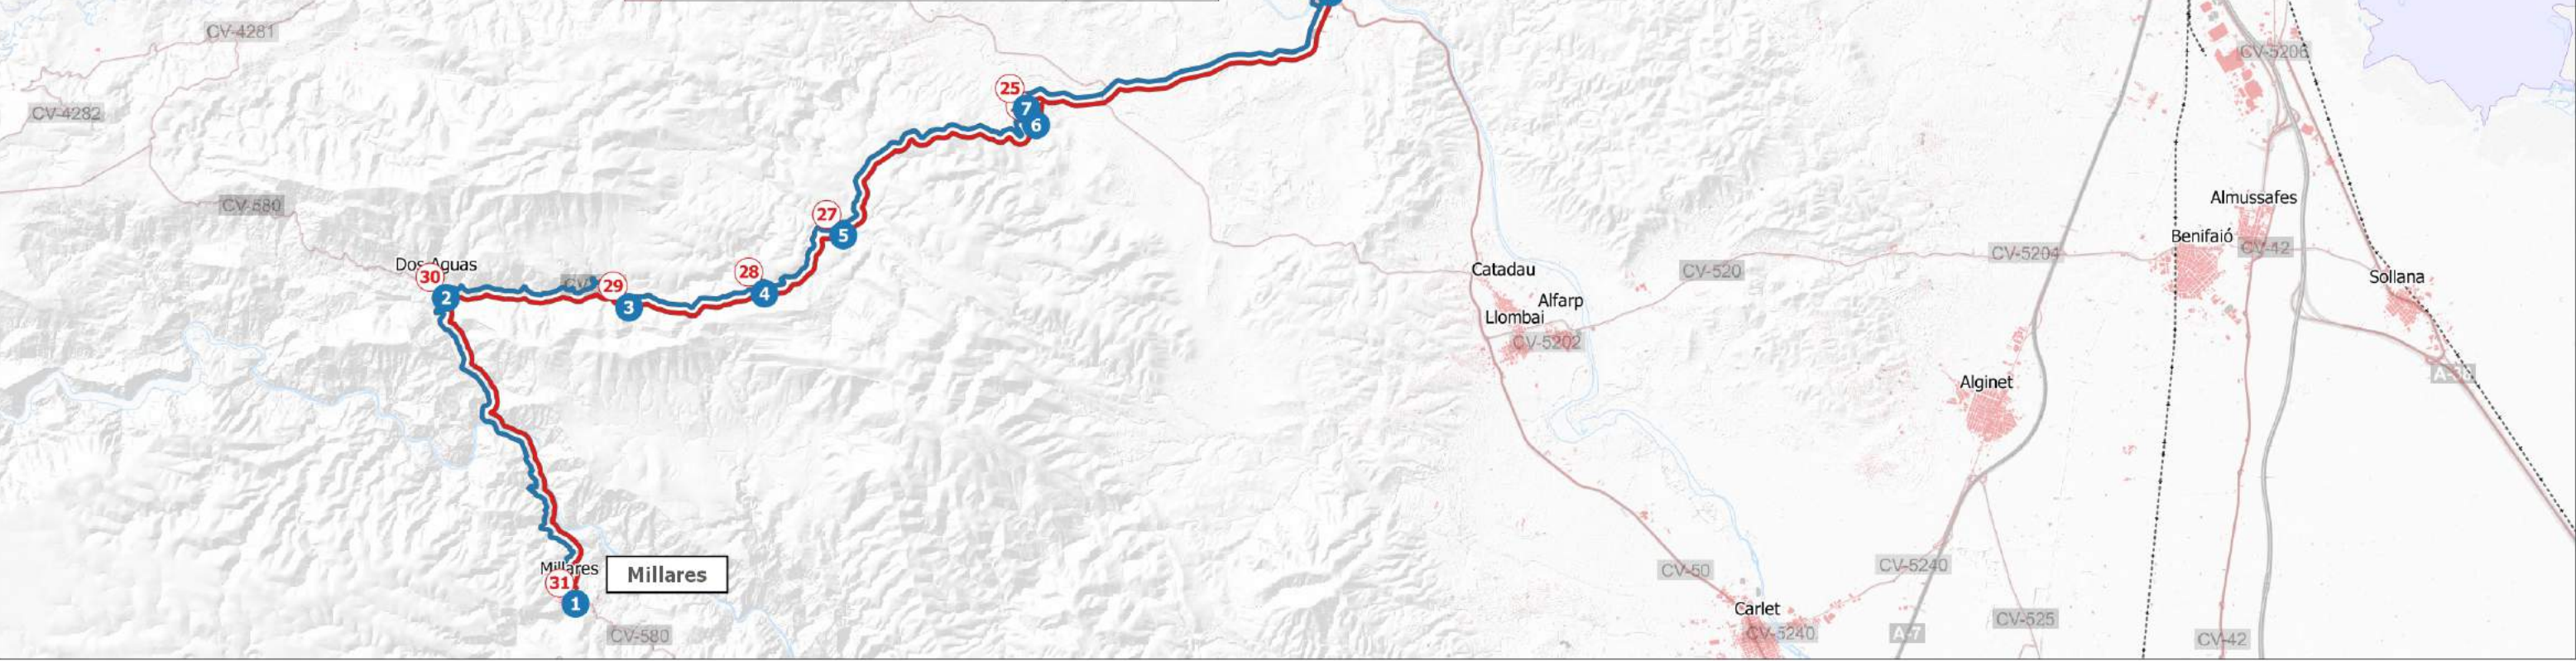 CV-4281
CV-5206
25
7
CV-4282
6
CV-580
Almussafes
27
5
Benifaió
CV-42
CV-5204
Dos Aguas
30
28
Catadau
CV-520
Sollana
29
2
4
3
Alfarp
Llombai
CV-5202
Alginet
Millares
31
Millares
1
CV-50
CV-5240
Carlet
CV-580
CV-5240
A-7
CV-525
CV-42